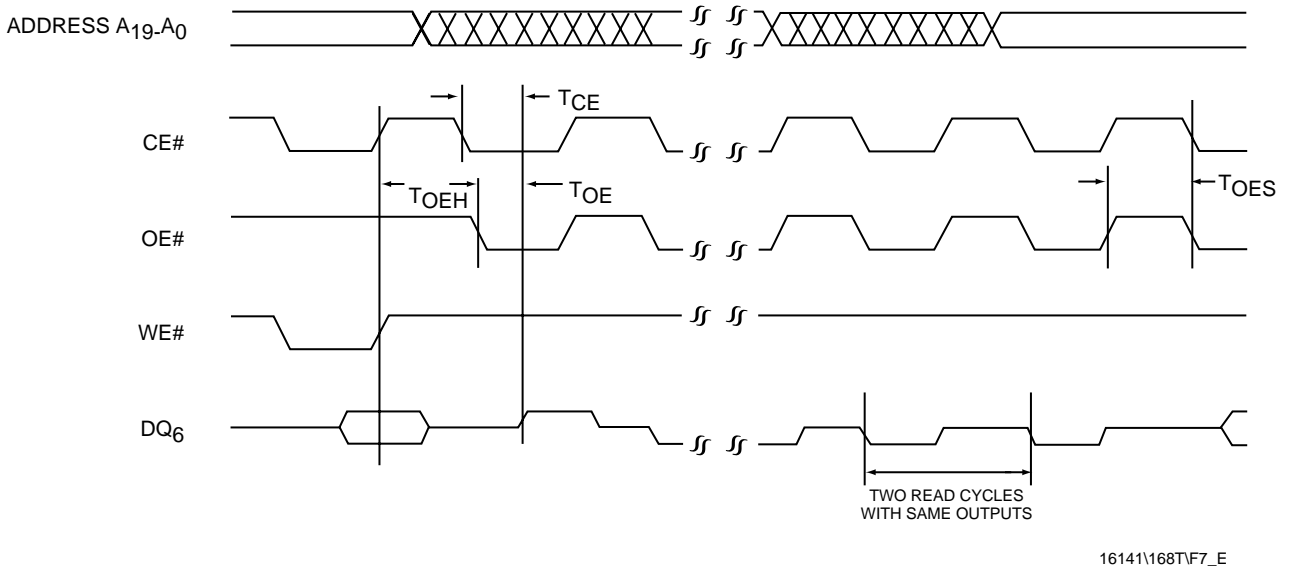 ADDRESS A19-A0
TCE
CE#
TOEH
TOE
TOES
OE#
WE#
DQ6
TWO READ CYCLES
WITH SAME OUTPUTS
16141\168T\F7_E